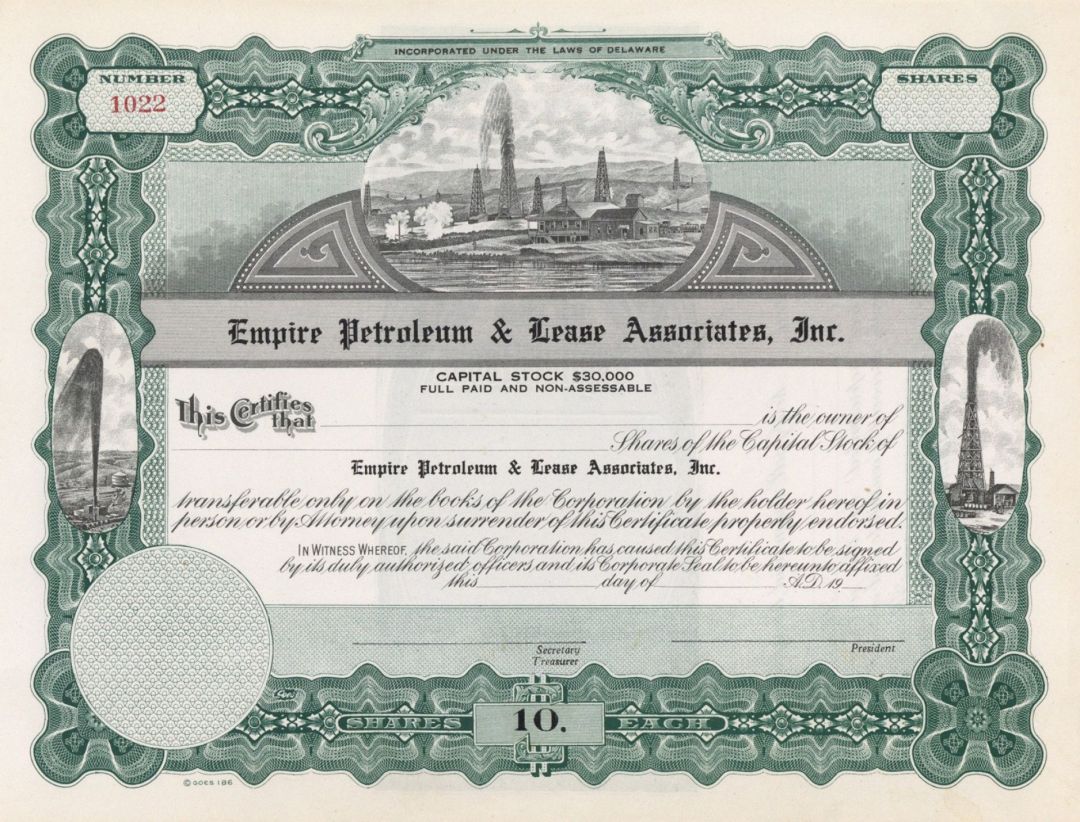 INCORPORATED UNDER THE LAWS OF DELAWARE
NUMBER
1022
SHARES
Empire Petroleum & Lease Associates, Inc.
CAPITAL STOCK $30,000
FULL PAID AND NON-ASSESSABLE
This Certifies that
is the owner of
Shares of the Capital Stock of
Empire Petroleum & Lease Associates, Inc.
transferable only on the books of the Corporation by the holder hereof in
person or by Attorney upon surrender of this Certificate properly endorsed.
IN WITNESS WHEREOF, the said Corporation has caused this Certificate to be signed
by its duly authorized officers and its Corporate Seal to be hereunto affixed
this day of A.D. 19
Secretary
Treasurer
President
SHARES 10. EACH
© GOES 186